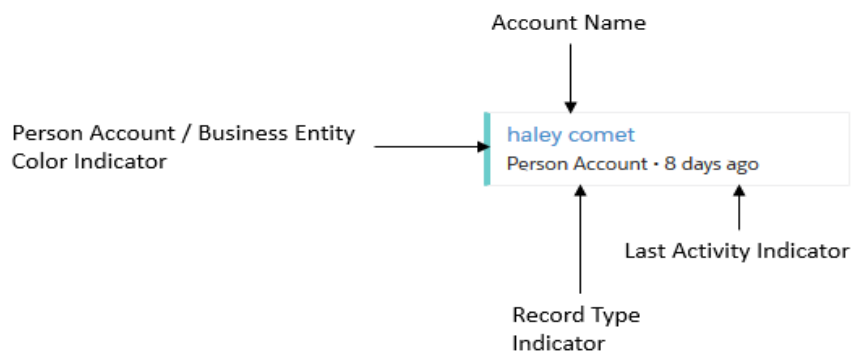 Account Name
Person Account / Business Entity
Color Indicator
haley comet
Person Account • 8 days ago
Last Activity Indicator
Record Type
Indicator